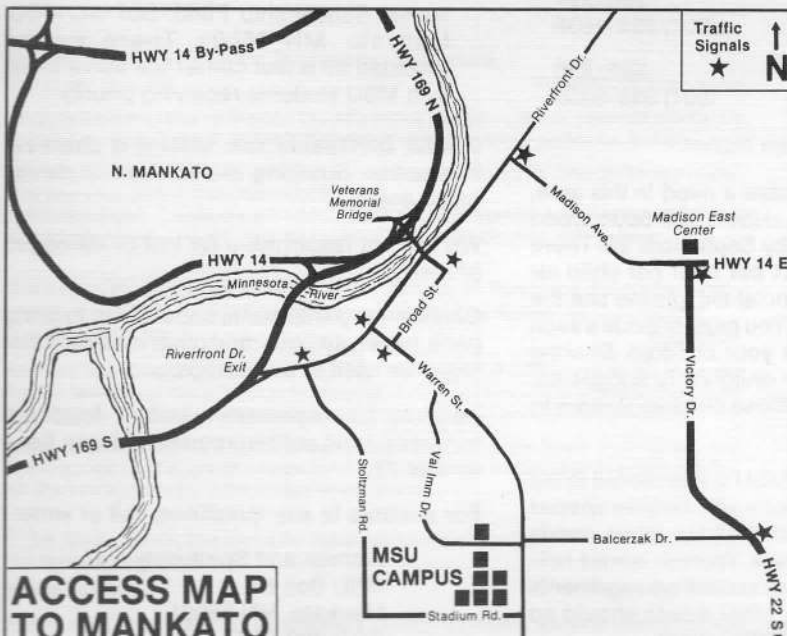 HWY 14 By-Pass
HWY 169 N
Riverfront Dr.
Traffic
Signals
N
N. MANKATO
Veterans
Memorial
Bridge
Madison Ave.
Madison East
Center
HWY 14 E
HWY 14
Minnesota
River
Broad St.
Riverfront Dr.
Exit
Warren St.
Victory Dr.
HWY 169 S
Stoltzman Rd.
Val Imm Dr.
Balcerzak Dr.
MSU
CAMPUS
HWY 22 S
Stadium Rd.
ACCESS MAP
TO MANKATO